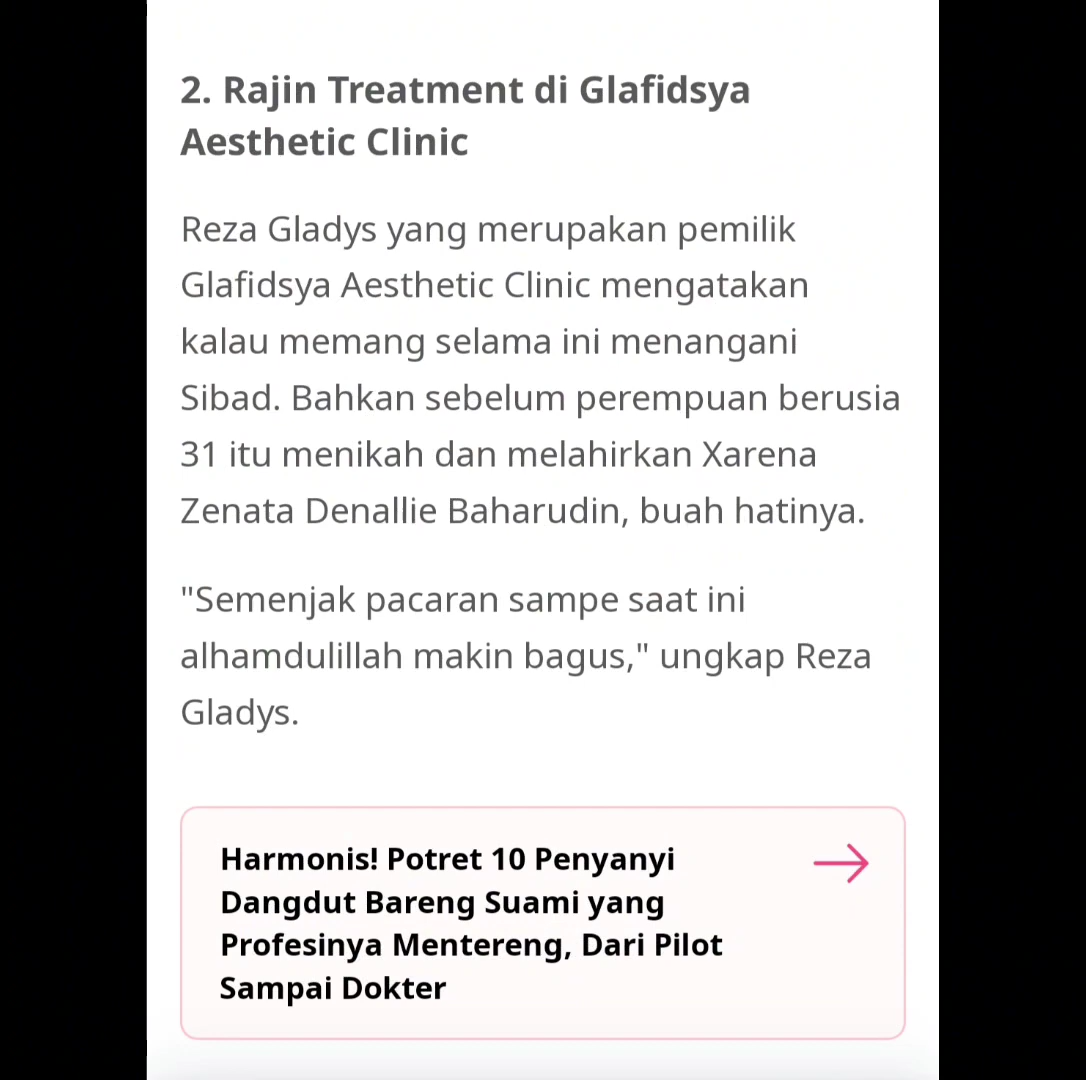 2. Rajin Treatment di Glafidsya
Aesthetic Clinic
Reza Gladys yang merupakan pemilik
Glafidsya Aesthetic Clinic mengatakan
kalau memang selama ini menangani
Sibad. Bahkan sebelum perempuan berusia
31 itu menikah dan melahirkan Xarena
Zenata Denallie Baharudin, buah hatinya.
"Semenjak pacaran sampe saat ini
alhamdulillah makin bagus," ungkap Reza
Gladys.
Harmonis! Potret 10 Penyanyi
Dangdut Bareng Suami yang
Profesinya Mentereng, Dari Pilot
Sampai Dokter